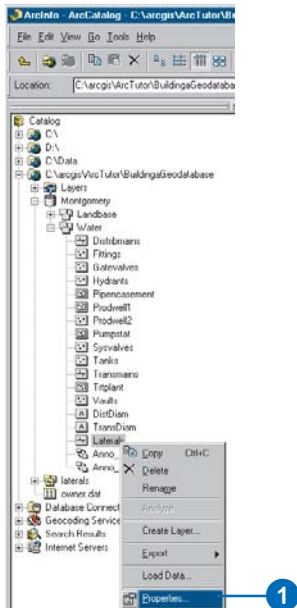 ArcInfo - ArcCatalog - C:\arcgis\ArcTutor\Bu
File Edit View Go Tools Help
Location: C:\arcgis\ArcTutor\BuildingaGeodataba
Catalog
C:\
D:\
C:\Data
C:\arcgis\ArcTutor\BuildingaGeodatabase
Layers
Montgomery
Landbase
Water
Distribmains
Fittings
Gatevalves
Hydrants
Pipencasement
Prodwell1
Prodwell2
Pumpstat
Sysvalves
Tanks
Transmains
Trtplant
Vaults
DistDiam
TransDiam
Laterals
Anno_
Anno_
laterals
owner.dat
Database Connect
Geocoding Service
Search Results
Internet Servers
Copy Ctrl+C
Delete
Rename
Analyze
Create Layer...
Export
Load Data...
Properties...
1